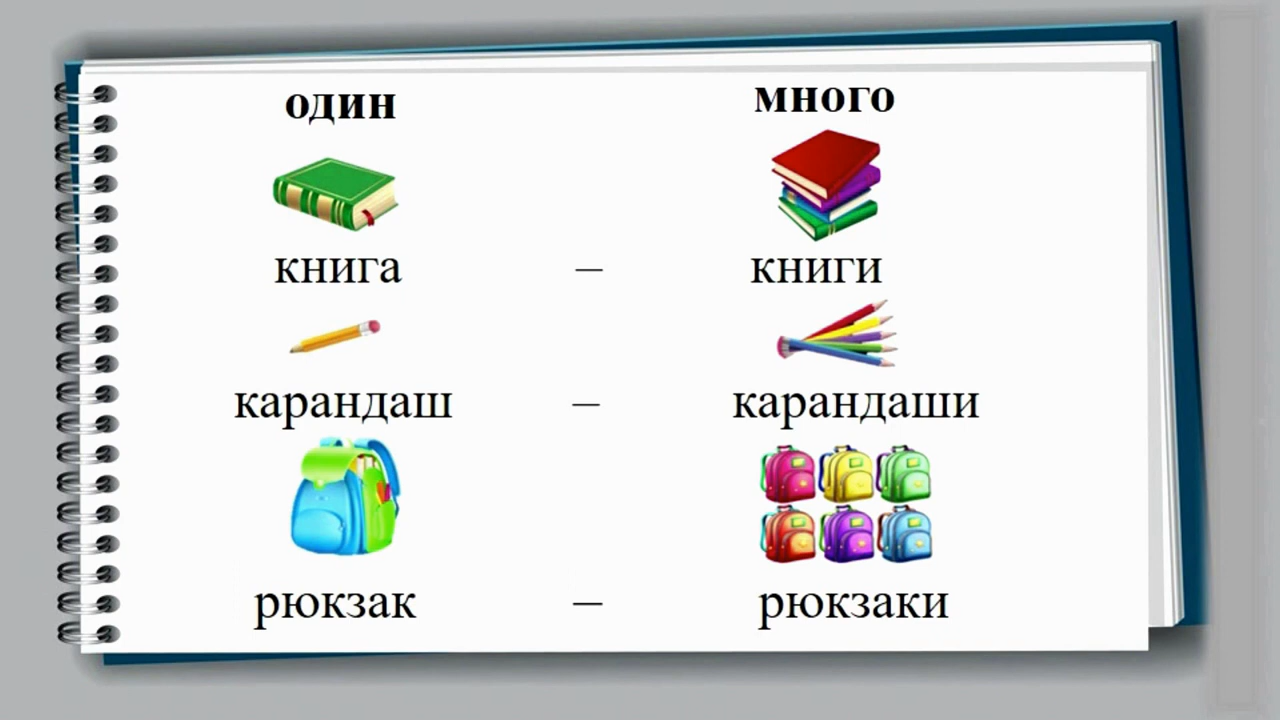 один много
книга – книги
карандаш – карандаши
рюкзак – рюкзаки